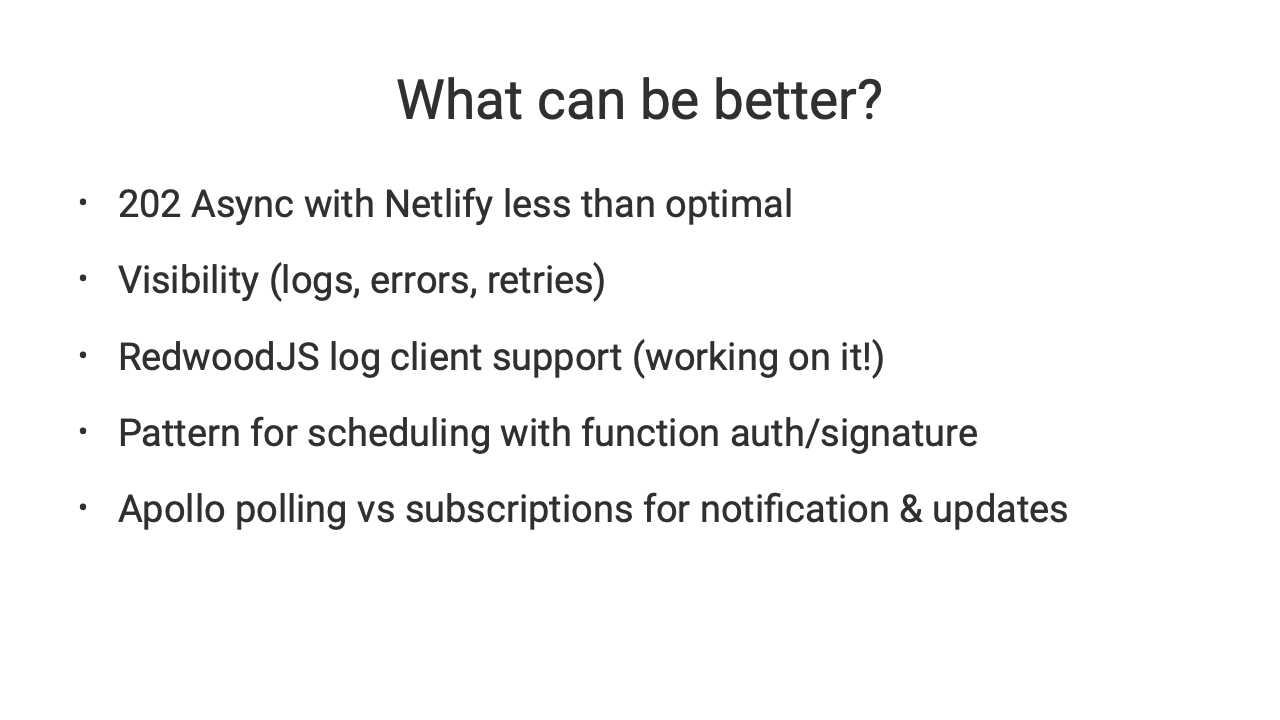 What can be better?
• 202 Async with Netlify less than optimal
• Visibility (logs, errors, retries)
• RedwoodJS log client support (working on it!)
• Pattern for scheduling with function auth/signature
• Apollo polling vs subscriptions for notification & updates